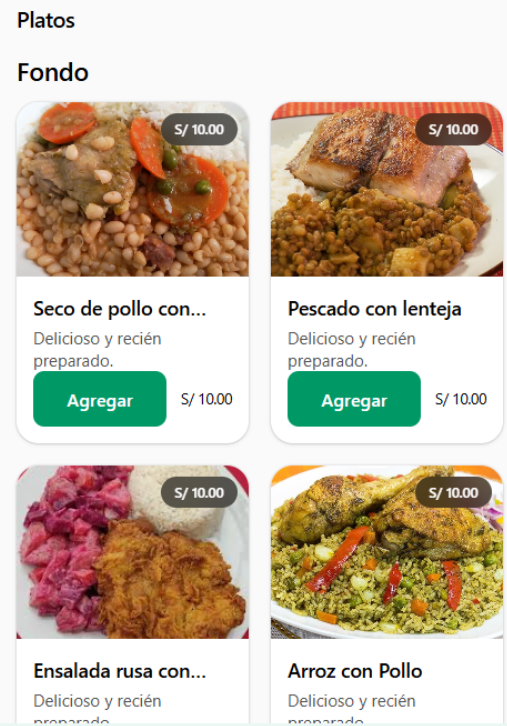 Platos
Fondo
S/ 10.00
S/ 10.00
Seco de pollo con...
Pescado con lenteja
Delicioso y recién
preparado.
Delicioso y recién
preparado.
Agregar
S/ 10.00
Agregar
S/ 10.00
S/ 10.00
S/ 10.00
Ensalada rusa con...
Arroz con Pollo
Delicioso y recién
preparado.
Delicioso y recién
preparado.